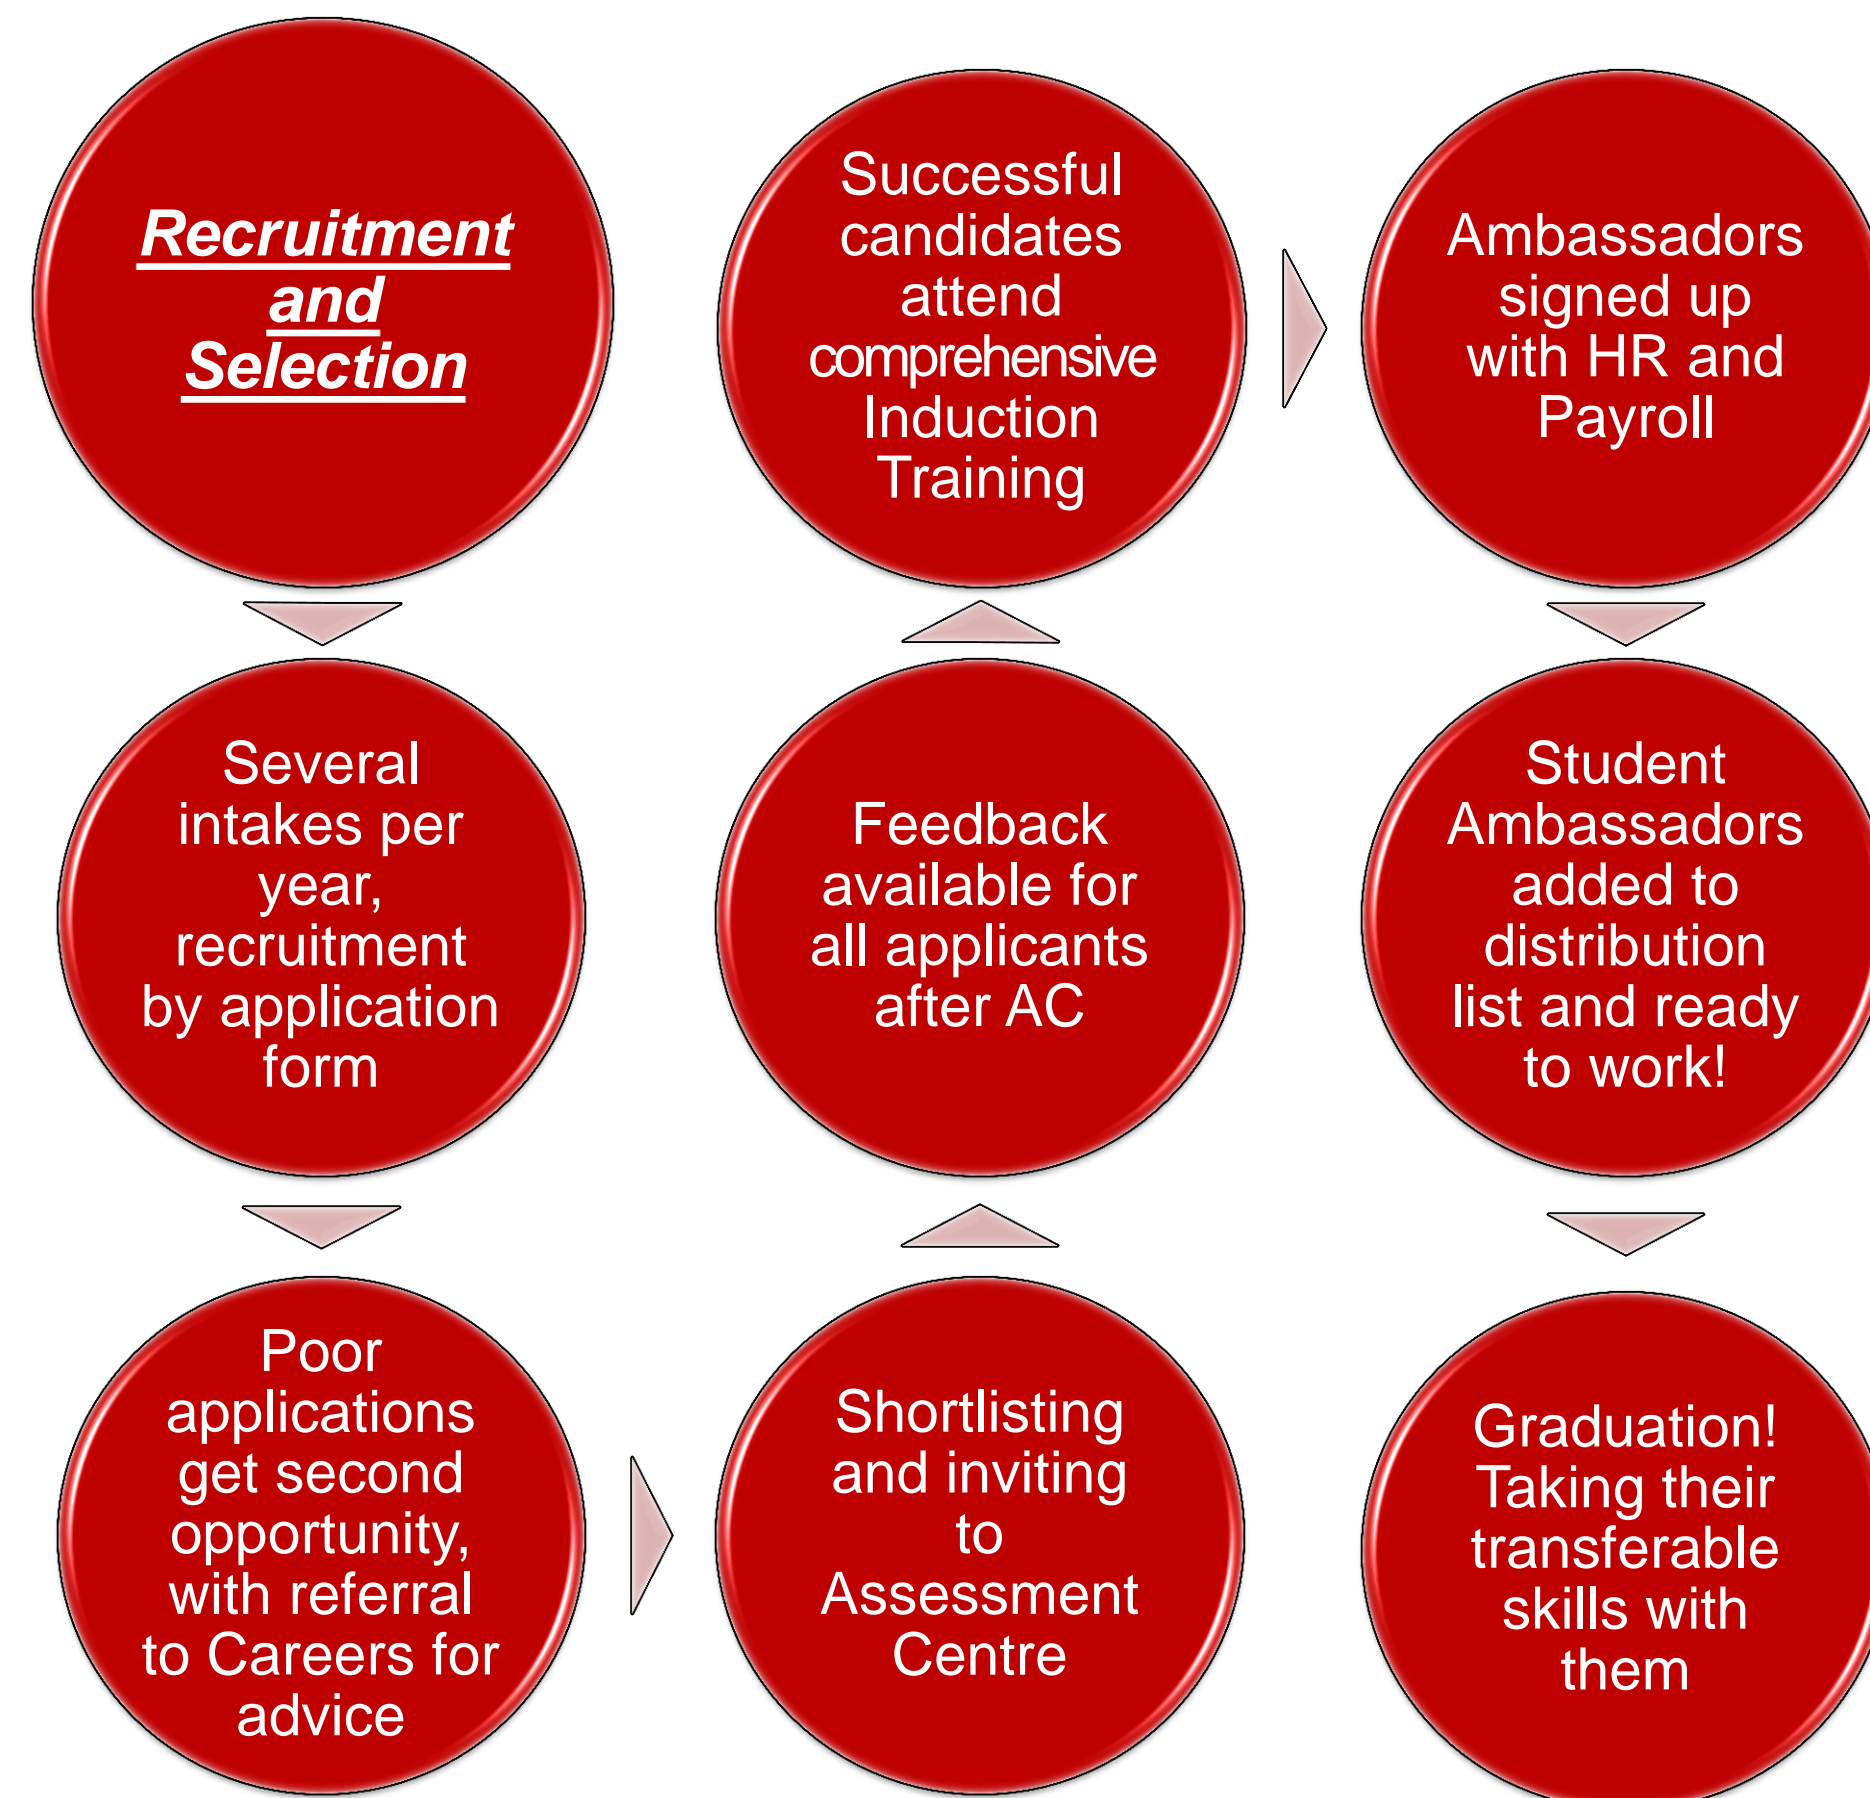 Recruitment
and
Selection
Several
intakes per
year,
recruitment
by application
form
Poor
applications
get second
opportunity,
with referral
to Careers for
advice
Shortlisting
and inviting
to
Assessment
Centre
Feedback
available for
all applicants
after AC
Successful
candidates
attend
comprehensive
Induction
Training
Ambassadors
signed up
with HR and
Payroll
Student
Ambassadors
added to
distribution
list and ready
to work!
Graduation!
Taking their
transferable
skills with
them